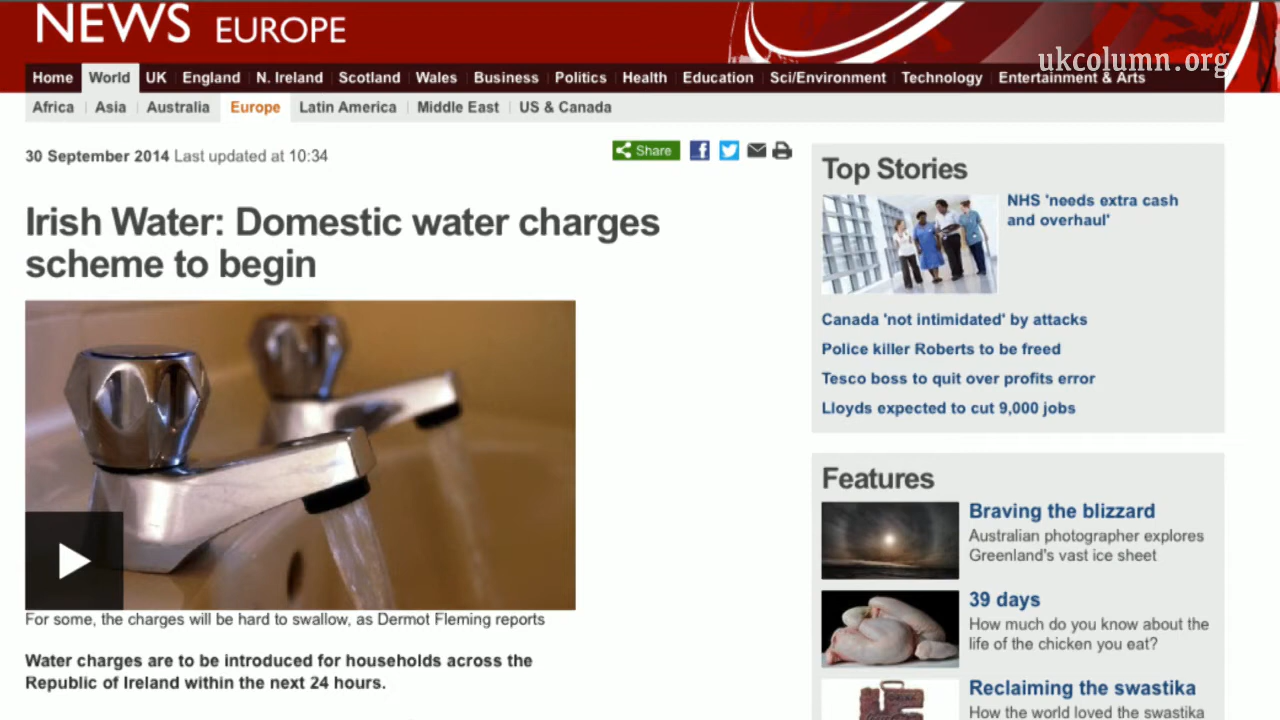 NEWS EUROPE
ukcolumn.org
Home World UK England N. Ireland Scotland Wales Business Politics Health Education Sci/Environment Technology Entertainment & Arts
Africa Asia Australia Europe Latin America Middle East US & Canada
30 September 2014 Last updated at 10:34
Share
Irish Water: Domestic water charges
scheme to begin
For some, the charges will be hard to swallow, as Dermot Fleming reports
Water charges are to be introduced for households across the
Republic of Ireland within the next 24 hours.
Top Stories
NHS 'needs extra cash
and overhaul'
Canada 'not intimidated' by attacks
Police killer Roberts to be freed
Tesco boss to quit over profits error
Lloyds expected to cut 9,000 jobs
Features
Braving the blizzard
Australian photographer explores
Greenland's vast ice sheet
39 days
How much do you know about the
life of the chicken you eat?
Reclaiming the swastika
How the world loved the swastika